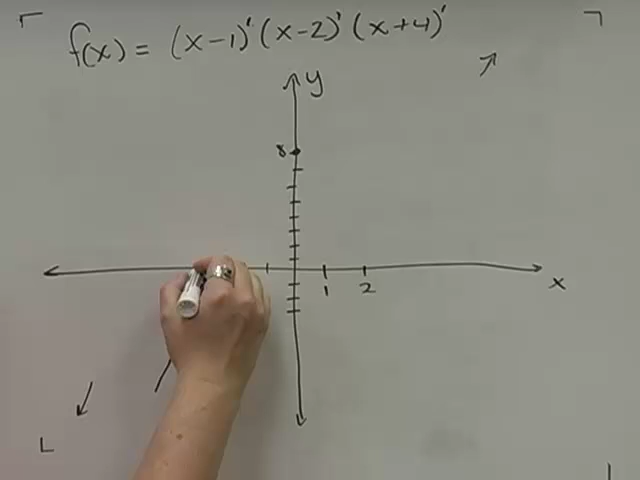 f(x) = (x-1)' (x-2)' (x+4)'
y
8
1 2
x